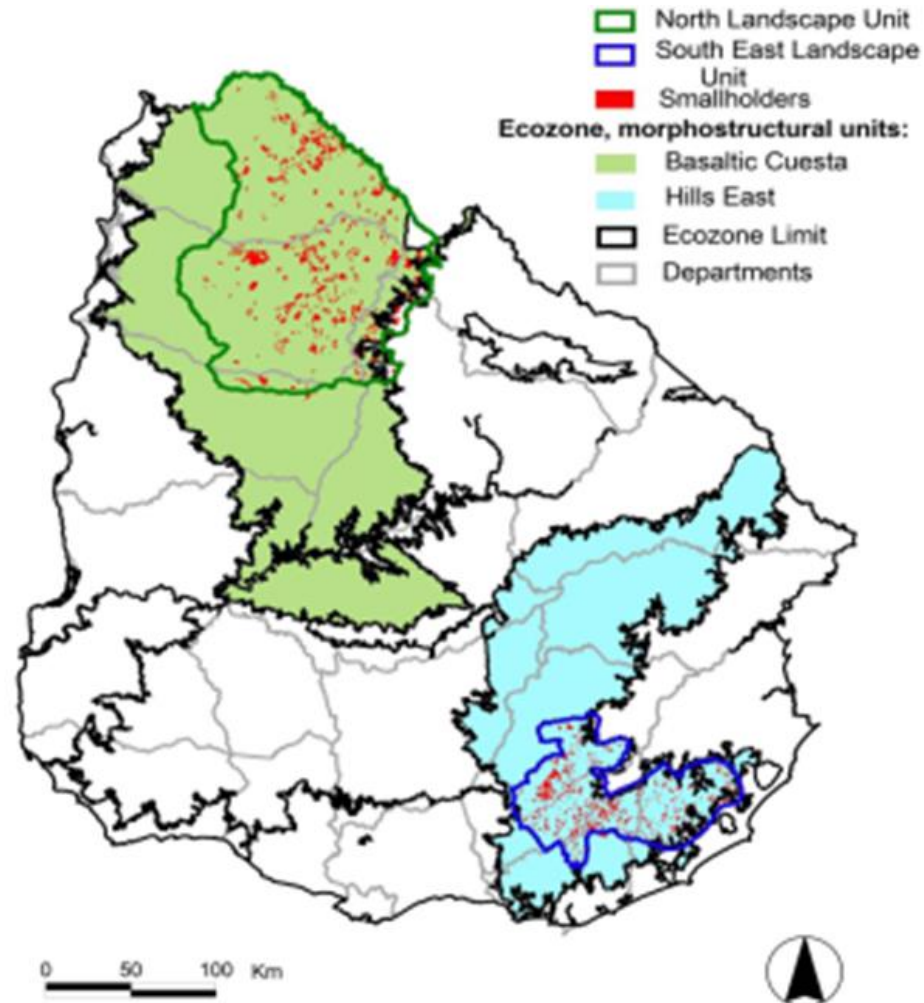 North Landscape Unit
South East Landscape
Unit
Smallholders
Ecozone, morphostructural units:
Basaltic Cuesta
Hills East
Ecozone Limit
Departments
0 50 100 Km